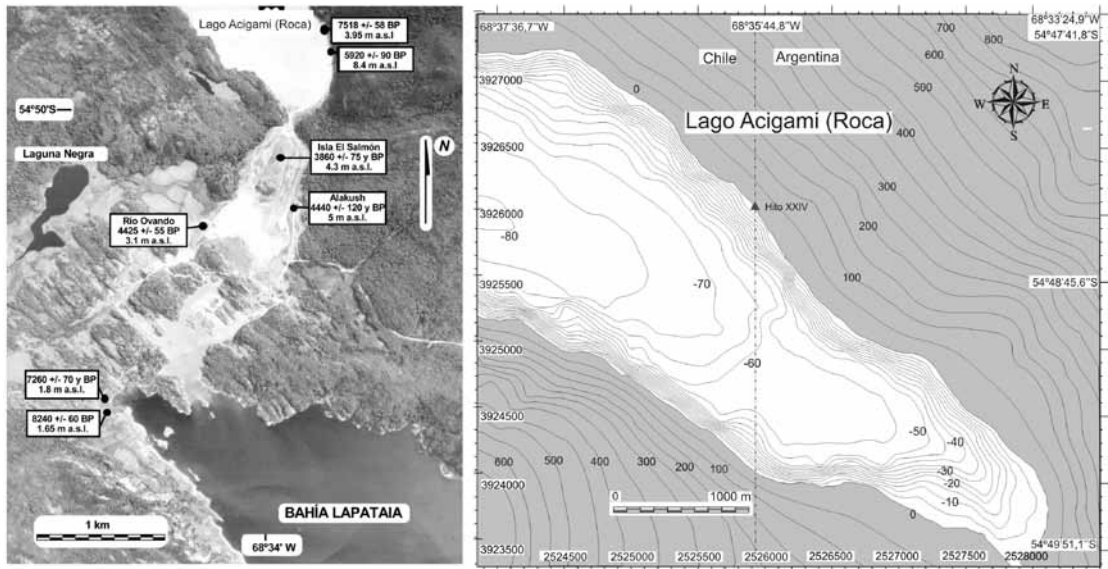 Lago Acigami (Roca)
7518 +/- 58 BP
3.95 m a.s.l
5920 +/- 90 BP
8.4 m a.s.l
54°50'S
Laguna Negra
Isla El Salmón
3860 +/- 75 y BP
4.3 m a.s.l.
N
Alakush
4440 +/- 120 y BP
5 m a.s.l.
Río Ovando
4425 +/- 55 BP
3.1 m a.s.l.
7260 +/- 70 y BP
1.8 m a.s.l.
8240 +/- 60 BP
1.65 m a.s.l.
BAHÍA LAPATAIA
1 km
68°34' W
68°37'36,7"W
68°35'44,8"W
68°33'24,9"W
54°47'41,8"S
Chile
Argentina
700
800
600
500
400
300
200
100
0
N
W
E
S
Lago Acigami (Roca)
Hito XXIV
54°48'45.6"S
3927000
3926500
3926000
3925500
3925000
3924500
3924000
3923500
-80
-70
-60
-50
-40
-30
-20
-10
0
600
500
400
300
200
100
0
1000 m
54°49'51,1"S
2524500
2525000
2525500
2526000
2526500
2527000
2527500
2528000